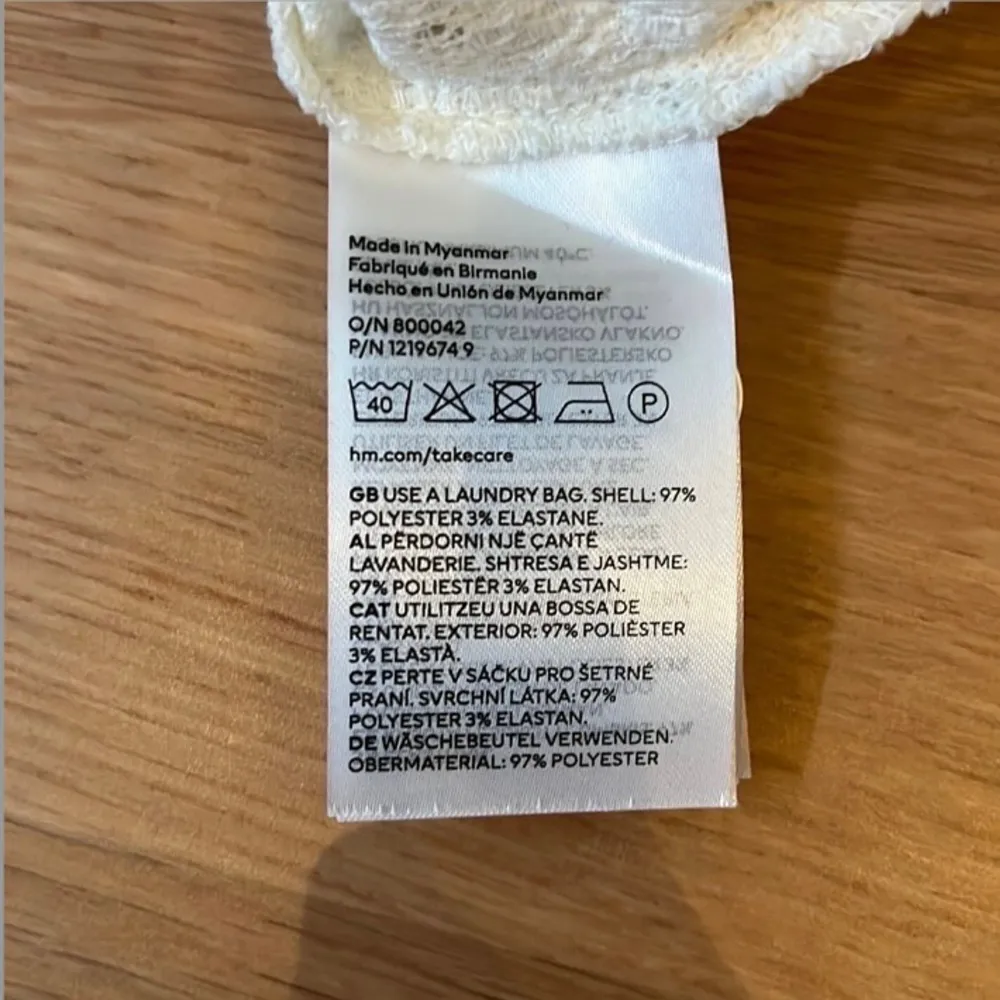 Made in Myanmar
Fabriqué en Birmanie
Hecho en Unión de Myanmar
O/N 800042
P/N 1219674 9
40 P
hm.com/takecare
GB USE A LAUNDRY BAG. SHELL: 97%
POLYESTER 3% ELASTANE.
AL PËRDORNI NJË ÇANTË
LAVANDERIE. SHTRESA E JASHTME:
97% POLIESTËR 3% ELASTAN.
CAT UTILITZEU UNA BOSSA DE
RENTAT. EXTERIOR: 97% POLIÈSTER
3% ELASTÀ.
CZ PERTE V SÁČKU PRO ŠETRNÉ
PRANÍ. SVRCHNÍ LÁTKA: 97%
POLYESTER 3% ELASTAN.
DE WÄSCHEBEUTEL VERWENDEN.
OBERMATERIAL: 97% POLYESTER